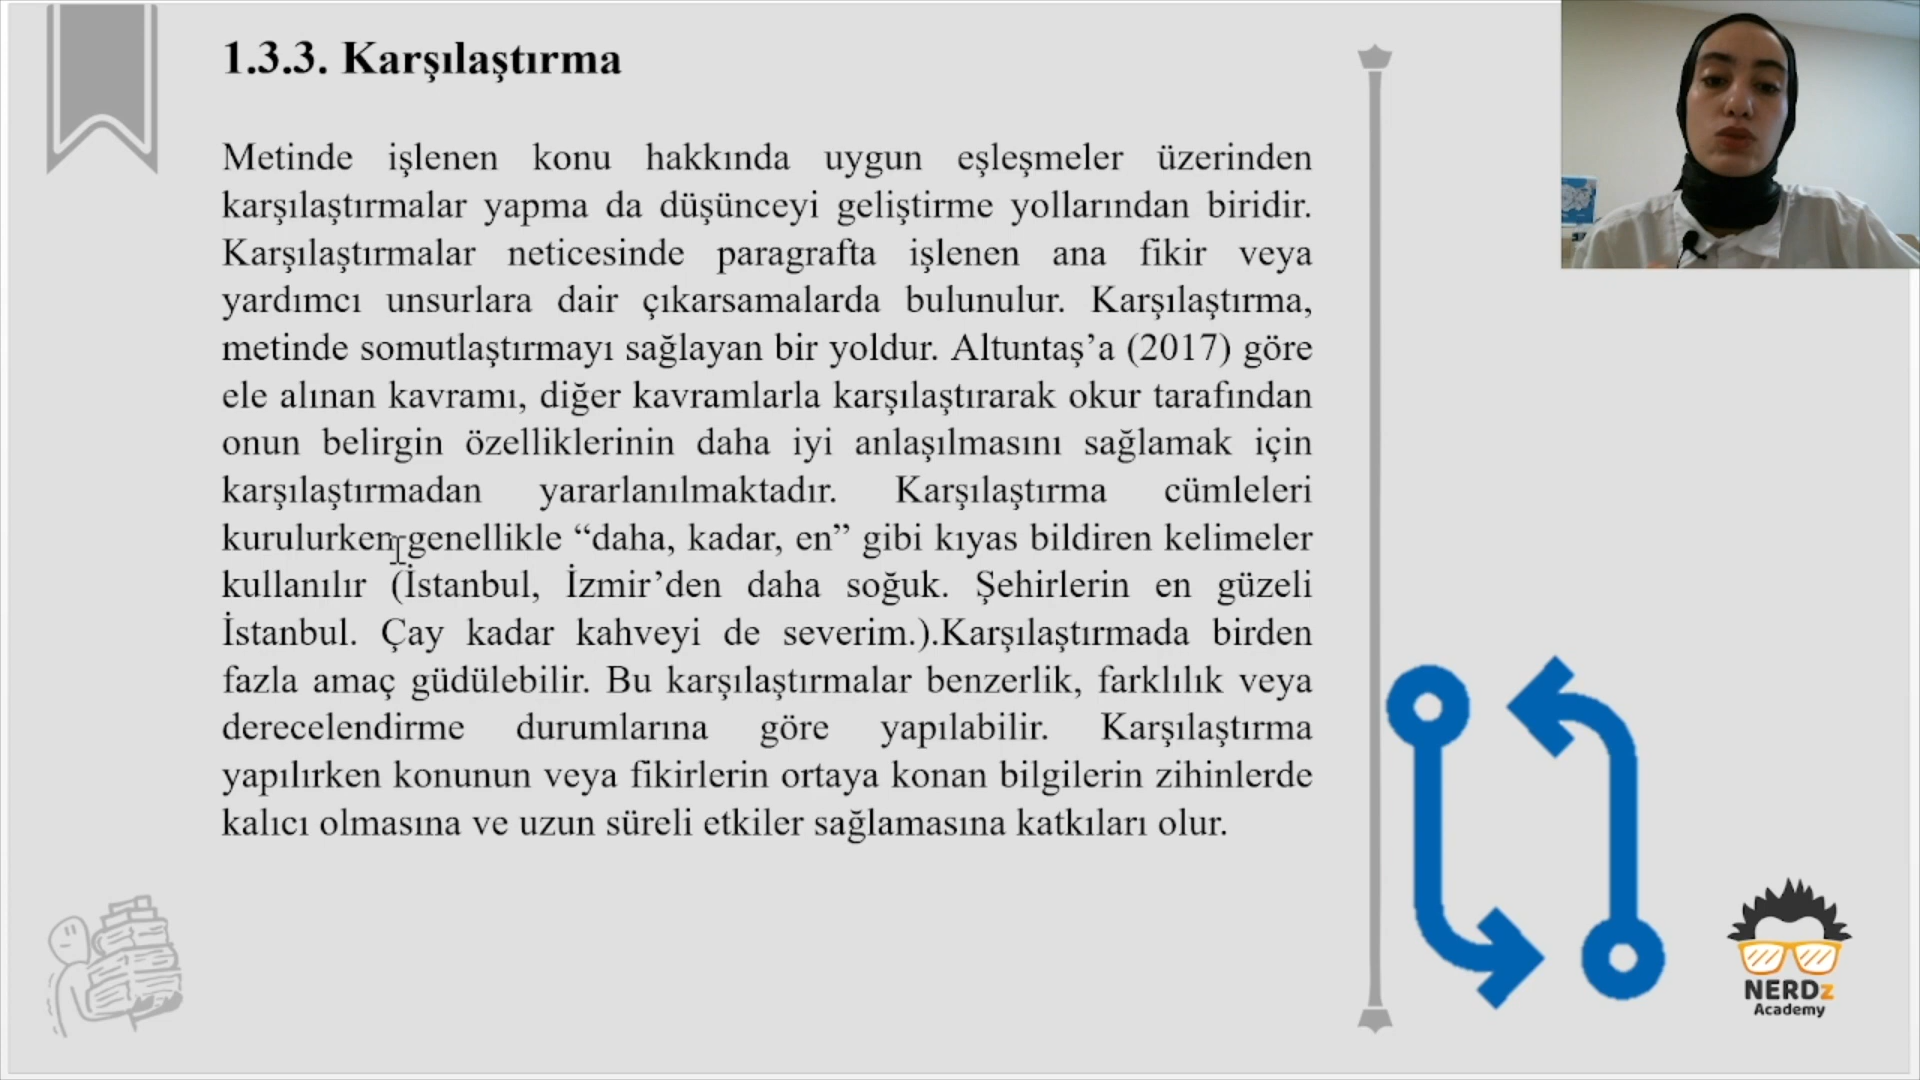 1.3.3. Karşılaştırma
Metinde işlenen konu hakkında uygun eşleşmeler üzerinden
karşılaştırmalar yapma da düşünceyi geliştirme yollarından biridir.
Karşılaştırmalar neticesinde paragrafta işlenen ana fikir veya
yardımcı unsurlara dair çıkarsamalarda bulunulur. Karşılaştırma,
metinde somutlaştırmayı sağlayan bir yoldur. Altuntaş’a (2017) göre
ele alınan kavramı, diğer kavramlarla karşılaştırarak okur tarafından
onun belirgin özelliklerinin daha iyi anlaşılmasını sağlamak için
karşılaştırmadan yararlanılmaktadır. Karşılaştırma cümleleri
kurulurken genellikle “daha, kadar, en” gibi kıyas bildiren kelimeler
kullanılır (İstanbul, İzmir’den daha soğuk. Şehirlerin en güzeli
İstanbul. Çay kadar kahveyi de severim.).Karşılaştırmada birden
fazla amaç güdülebilir. Bu karşılaştırmalar benzerlik, farklılık veya
derecelendirme durumlarına göre yapılabilir. Karşılaştırma
yapılırken konunun veya fikirlerin ortaya konan bilgilerin zihinlerde
kalıcı olmasına ve uzun süreli etkiler sağlamasına katkıları olur.
NERDz
Academy